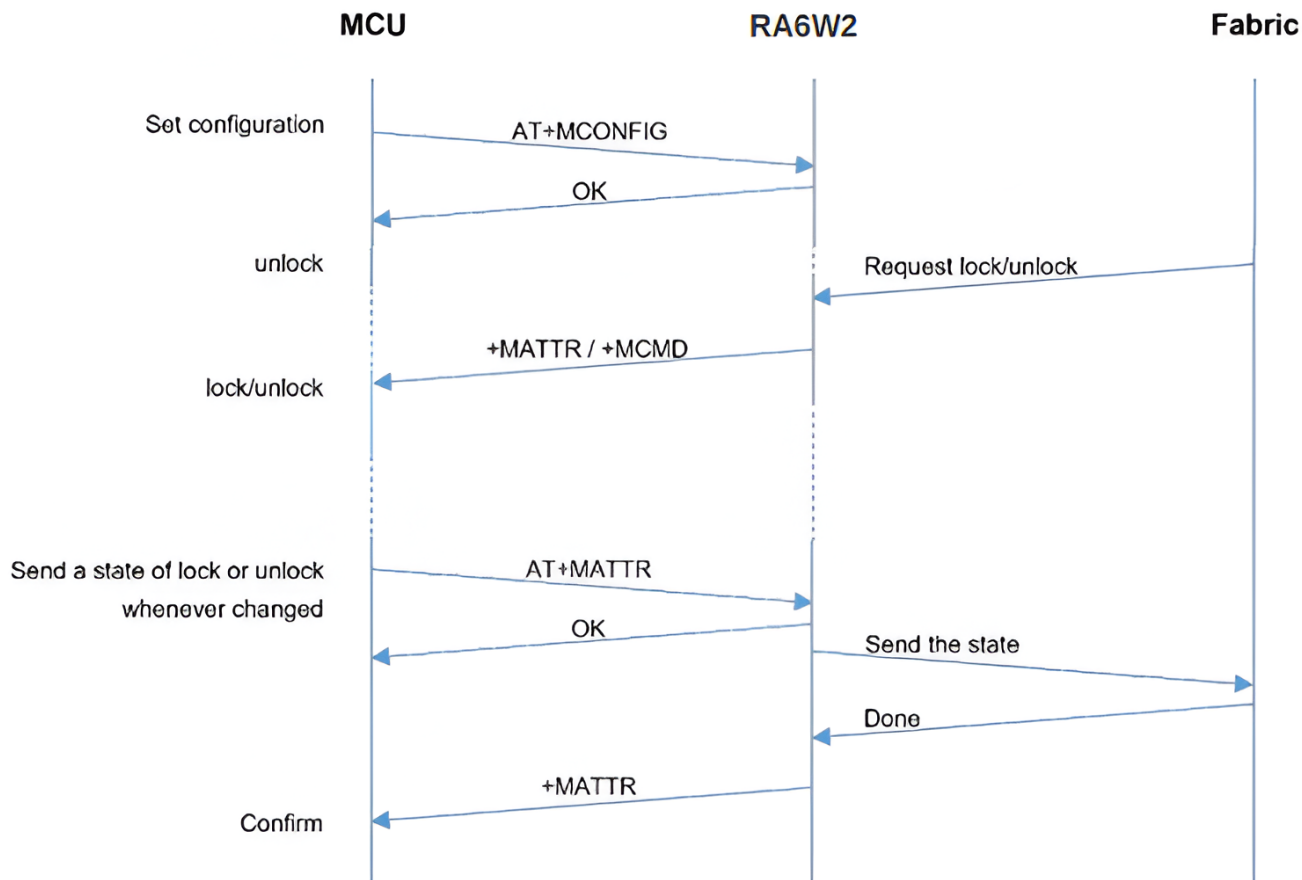 MCU RA6W2 Fabric
Set configuration AT+MCONFIG
OK
unlock Request lock/unlock
+MATTR / +MCMD
lock/unlock
Send a state of lock or unlock AT+MATTR
whenever changed
OK
Send the state
Done
+MATTR
Confirm